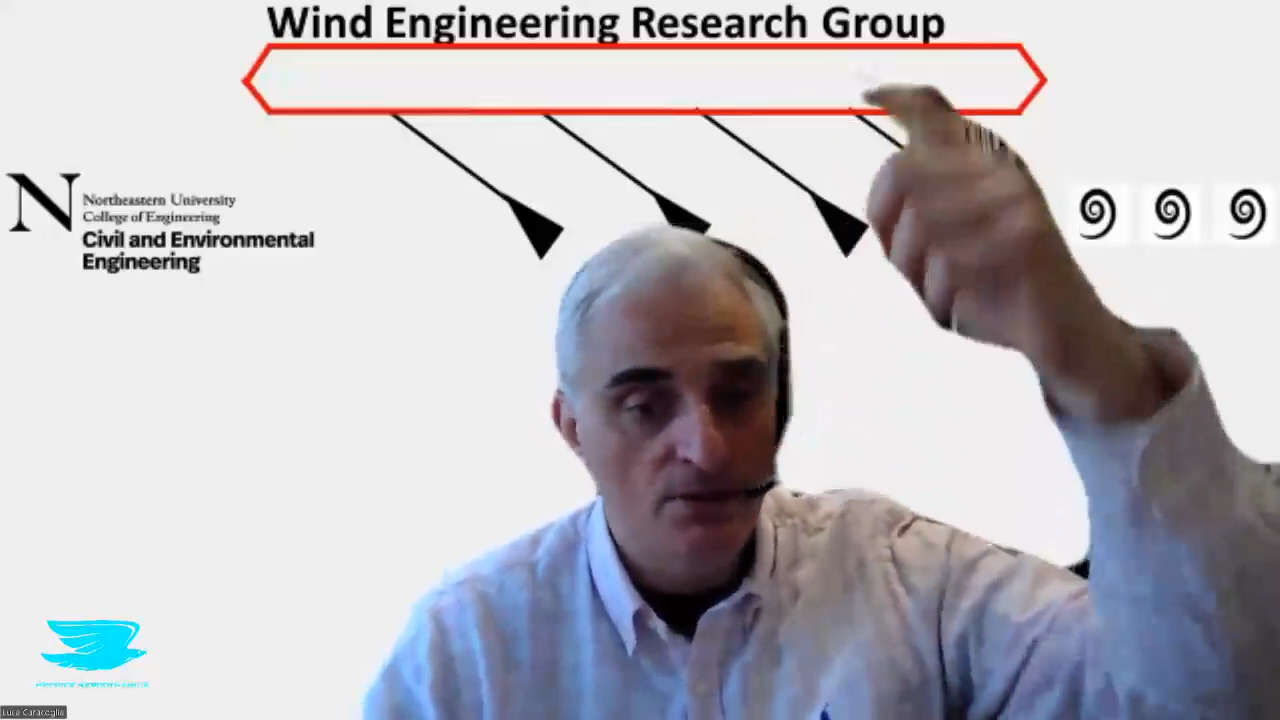 Wind Engineering Research Group
N
Northeastern University
College of Engineering
Civil and Environmental
Engineering
Luca Caracoglia